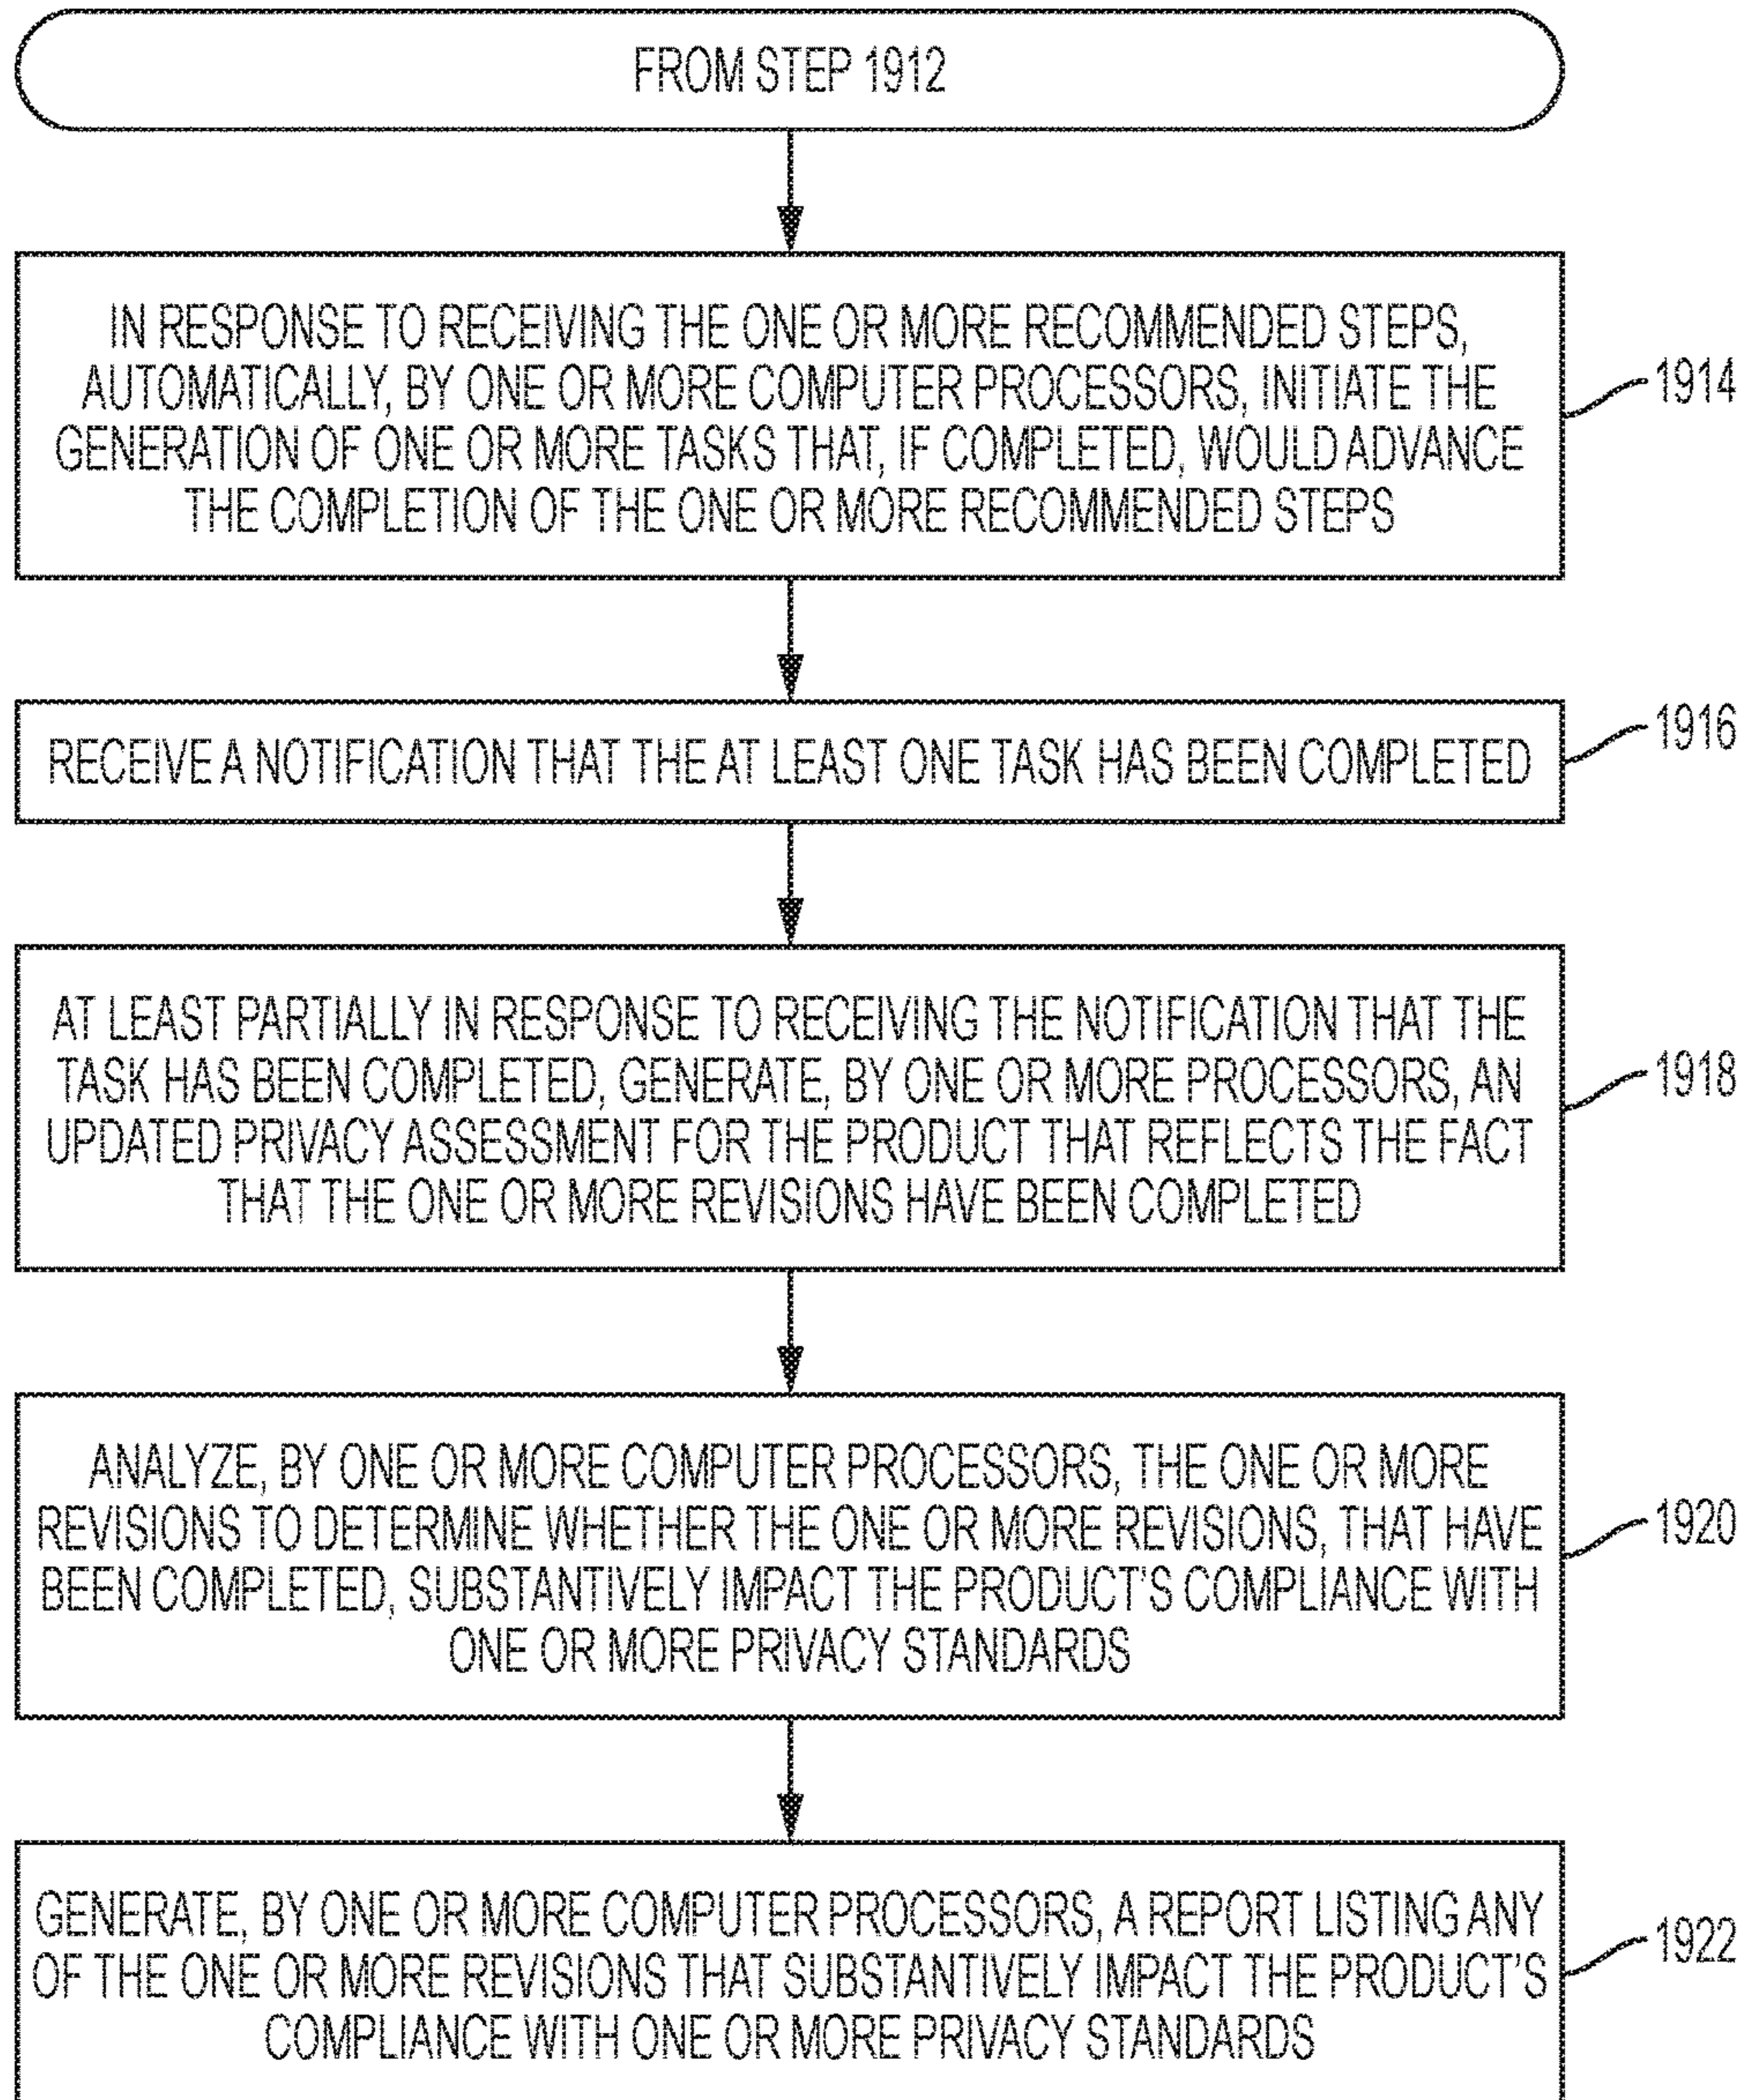 FROM STEP 1912
IN RESPONSE TO RECEIVING THE ONE OR MORE RECOMMENDED STEPS,
AUTOMATICALLY, BY ONE OR MORE COMPUTER PROCESSORS, INITIATE THE
GENERATION OF ONE OR MORE TASKS THAT, IF COMPLETED, WOULD ADVANCE
THE COMPLETION OF THE ONE OR MORE RECOMMENDED STEPS
1914
RECEIVE A NOTIFICATION THAT THE AT LEAST ONE TASK HAS BEEN COMPLETED
1916
AT LEAST PARTIALLY IN RESPONSE TO RECEIVING THE NOTIFICATION THAT THE
TASK HAS BEEN COMPLETED, GENERATE, BY ONE OR MORE PROCESSORS, AN
UPDATED PRIVACY ASSESSMENT FOR THE PRODUCT THAT REFLECTS THE FACT
THAT THE ONE OR MORE REVISIONS HAVE BEEN COMPLETED
1918
ANALYZE, BY ONE OR MORE COMPUTER PROCESSORS, THE ONE OR MORE
REVISIONS TO DETERMINE WHETHER THE ONE OR MORE REVISIONS, THAT HAVE
BEEN COMPLETED, SUBSTANTIVELY IMPACT THE PRODUCT'S COMPLIANCE WITH
ONE OR MORE PRIVACY STANDARDS
1920
GENERATE, BY ONE OR MORE COMPUTER PROCESSORS, A REPORT LISTING ANY
OF THE ONE OR MORE REVISIONS THAT SUBSTANTIVELY IMPACT THE PRODUCT'S
COMPLIANCE WITH ONE OR MORE PRIVACY STANDARDS
1922